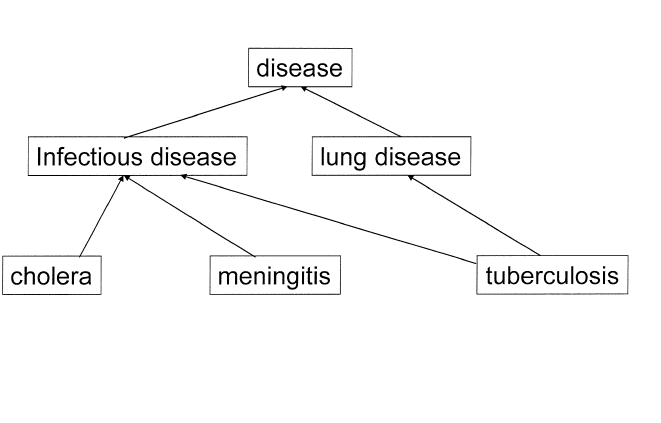 disease
Infectious disease
lung disease
cholera
meningitis
tuberculosis